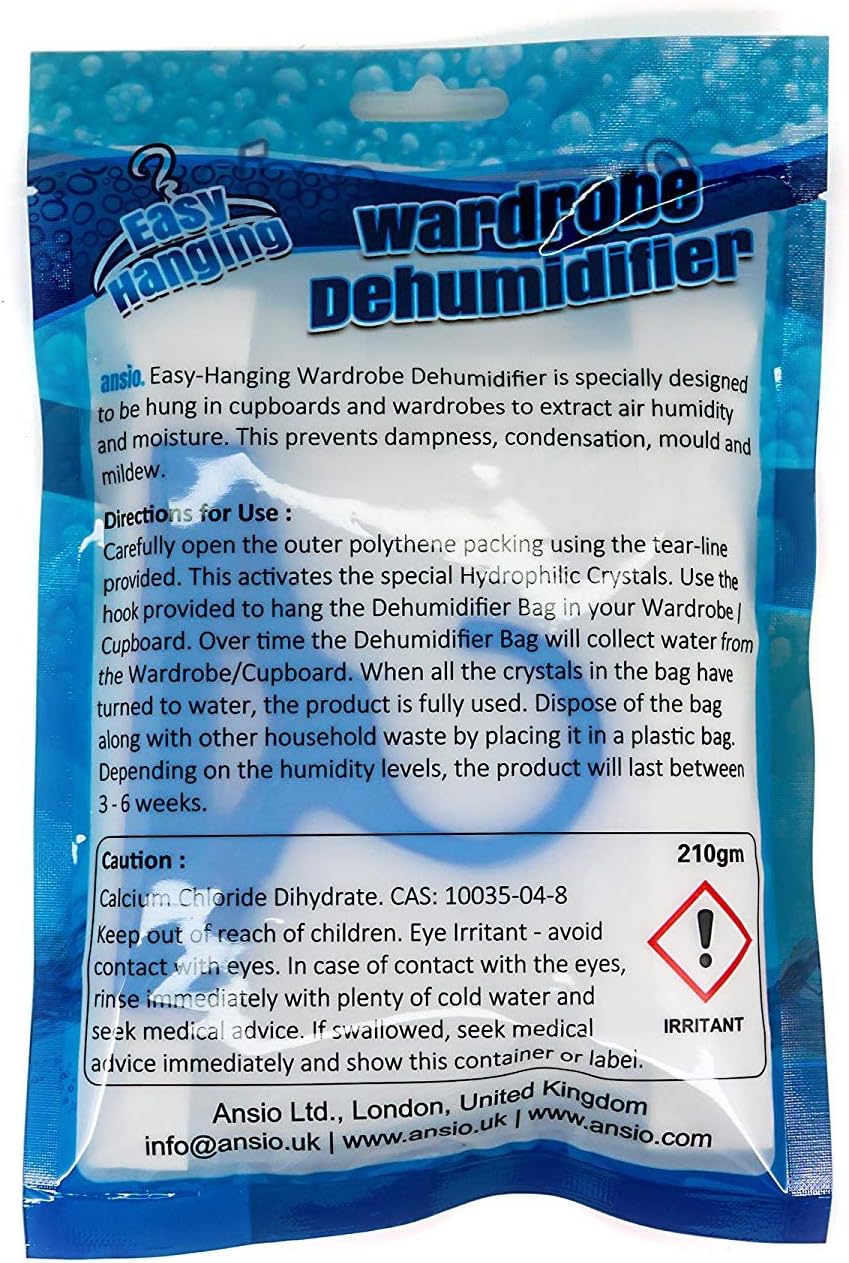 Easy
Hanging
Wardrobe
Dehumidifier
ansio. Easy-Hanging Wardrobe Dehumidifier is specially designed
to be hung in cupboards and wardrobes to extract air humidity
and moisture. This prevents dampness, condensation, mould and
mildew.
Directions for Use :
Carefully open the outer polythene packing using the tear-line
provided. This activates the special Hydrophilic Crystals. Use the
hook provided to hang the Dehumidifier Bag in your Wardrobe/
Cupboard. Over time the Dehumidifier Bag will collect water from
the Wardrobe/Cupboard. When all the crystals in the bag have
turned to water, the product is fully used. Dispose of the bag
along with other household waste by placing it in a plastic bag.
Depending on the humidity levels, the product will last between
3-6 weeks.
Caution :
210gm
Calcium Chloride Dihydrate. CAS: 10035-04-8
Keep out of reach of children. Eye Irritant - avoid
contact with eyes. In case of contact with the eyes,
rinse immediately with plenty of cold water and
seek medical advice. If swallowed, seek medical
advice immediately and show this container or label.
IRRITANT
Ansio Ltd., London, United Kingdom
info@ansio.uk | www.ansio.uk | www.ansio.com